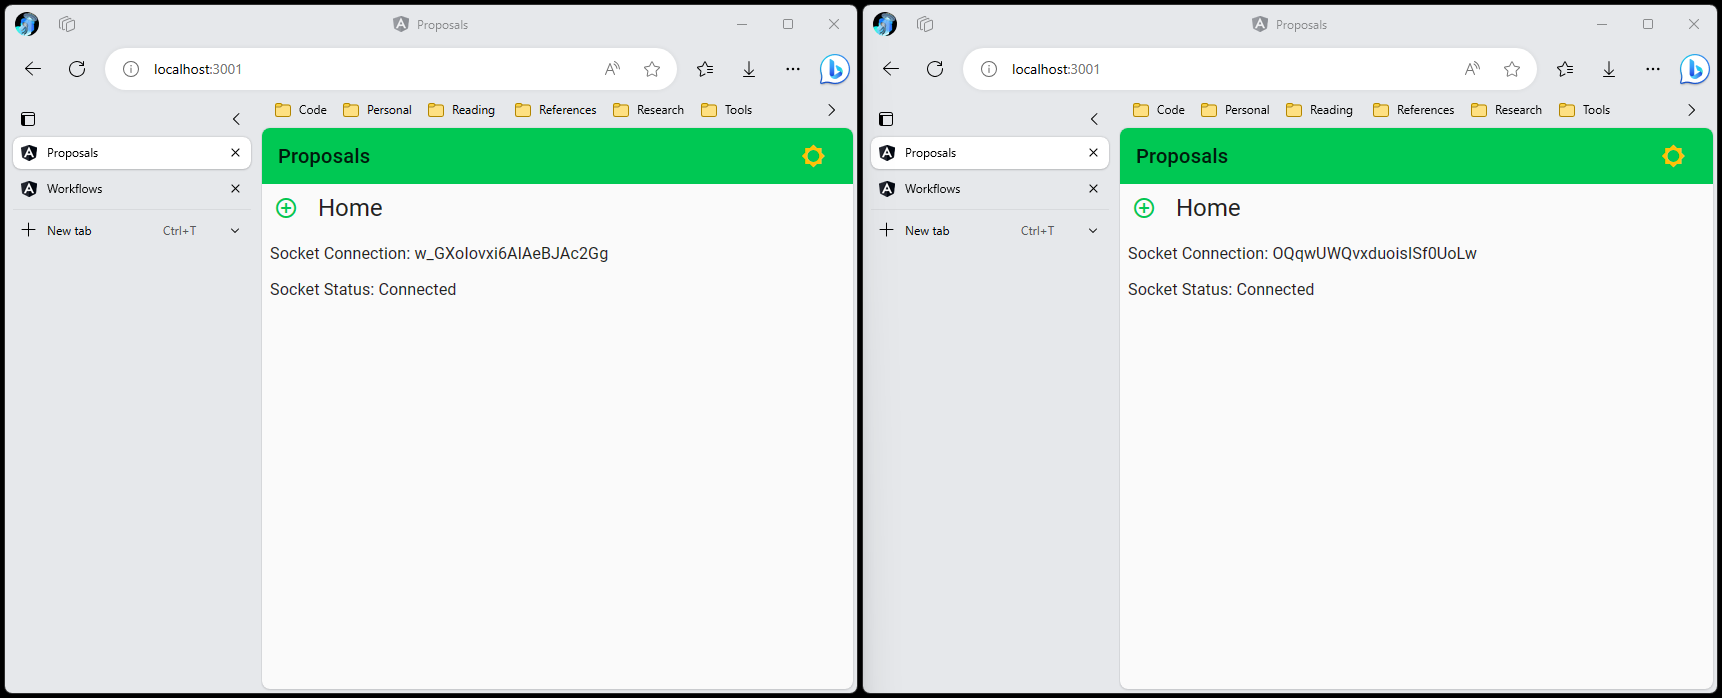 Proposals
localhost:3001
Code Personal Reading References Research Tools
Proposals
Workflows
New tab Ctrl+T
Proposals
Home
Socket Connection: w_GXoIovxi6AIAeBJAc2Gg
Socket Status: Connected
Proposals
localhost:3001
Code Personal Reading References Research Tools
Proposals
Workflows
New tab Ctrl+T
Proposals
Home
Socket Connection: OQqwUWQvxduoisISf0UoLw
Socket Status: Connected